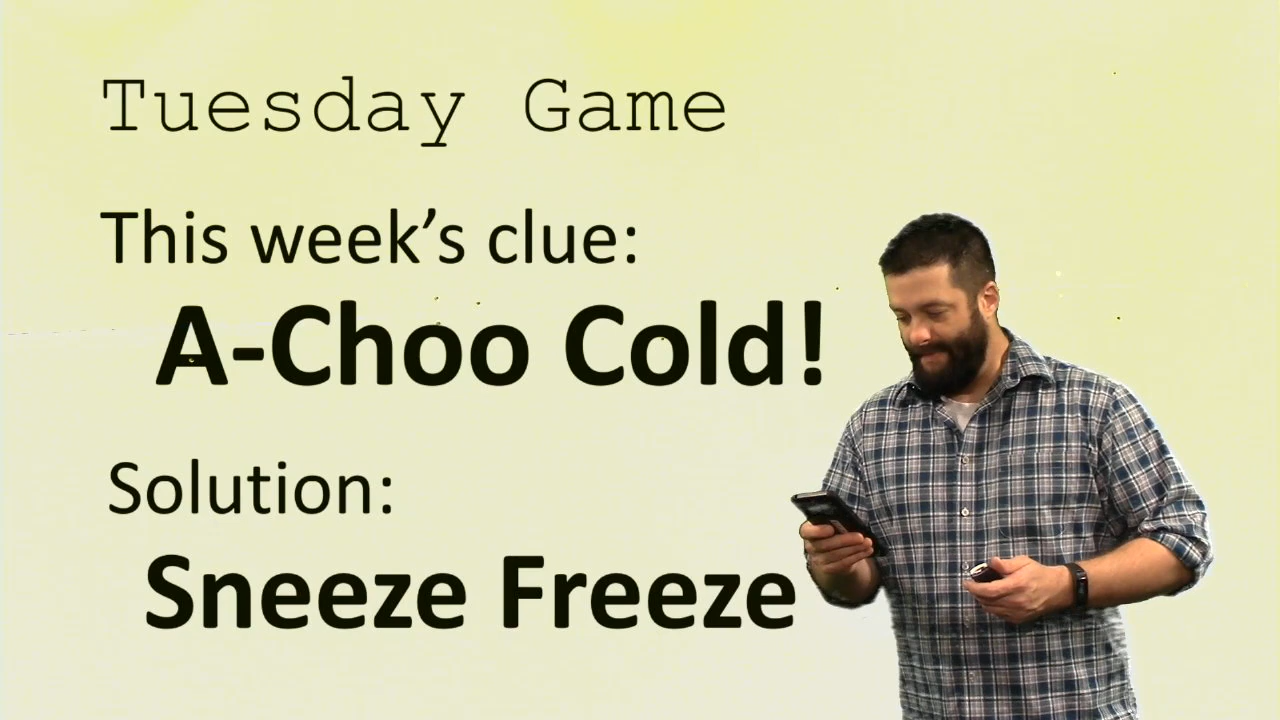 Tuesday Game
This week’s clue:
A-Choo Cold!
Solution:
Sneeze Freeze